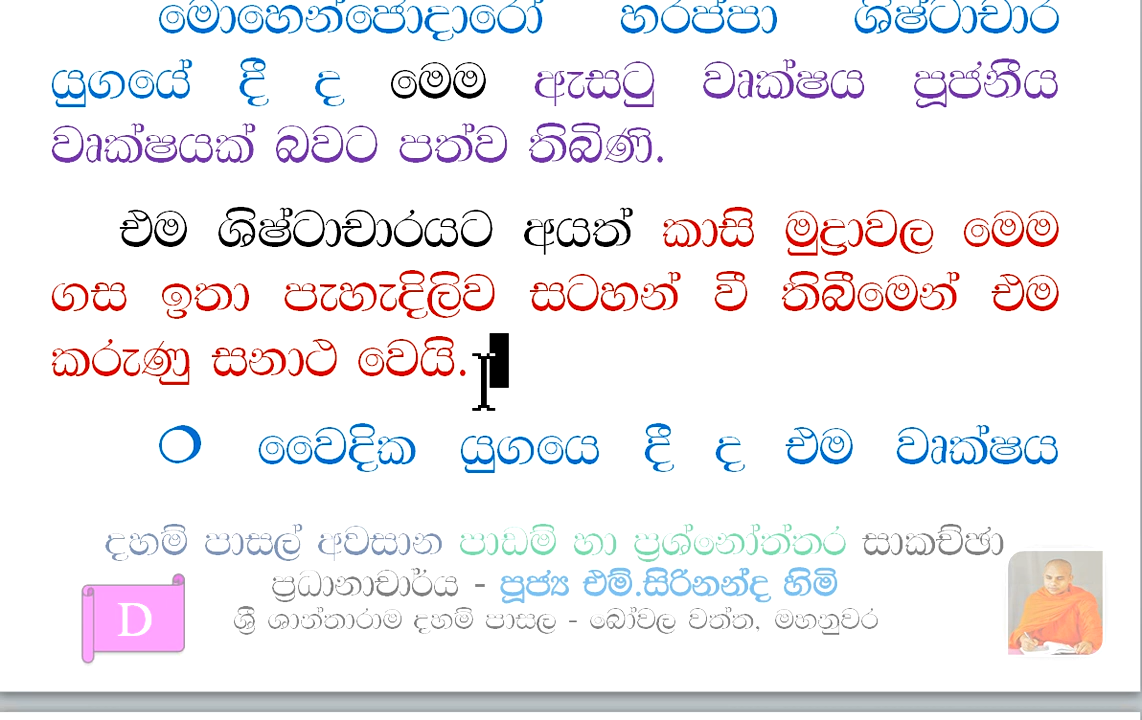 මොහෙන්ජොදාරෝ හරප්පා ශිෂ්ටාචාර
යුගයේ දී ද මෙම ඇසටු වෘක්ෂය පූජනීය
වෘක්ෂයක් බවට පත්ව තිබිණි.
එම ශිෂ්ටාචාරයට අයත් කාසි මුද්‍රාවල මෙම
ගස ඉතා පැහැදිලිව සටහන් වී තිබීමෙන් එම
කරුණු සනාථ වෙයි.
වෛදික යුගයෙ දී ද එම වෘක්ෂය
දහම් පාසල් අවසාන පාඩම් හා ප්‍රශ්නෝත්තර සාකච්ඡා
ප්‍රධානාචාර්ය - පූජ්‍ය එම්.සිරිනන්ද හිමි
ශ්‍රී ශාන්තාරාම දහම් පාසල - බෝවල වත්ත, මහනුවර
D